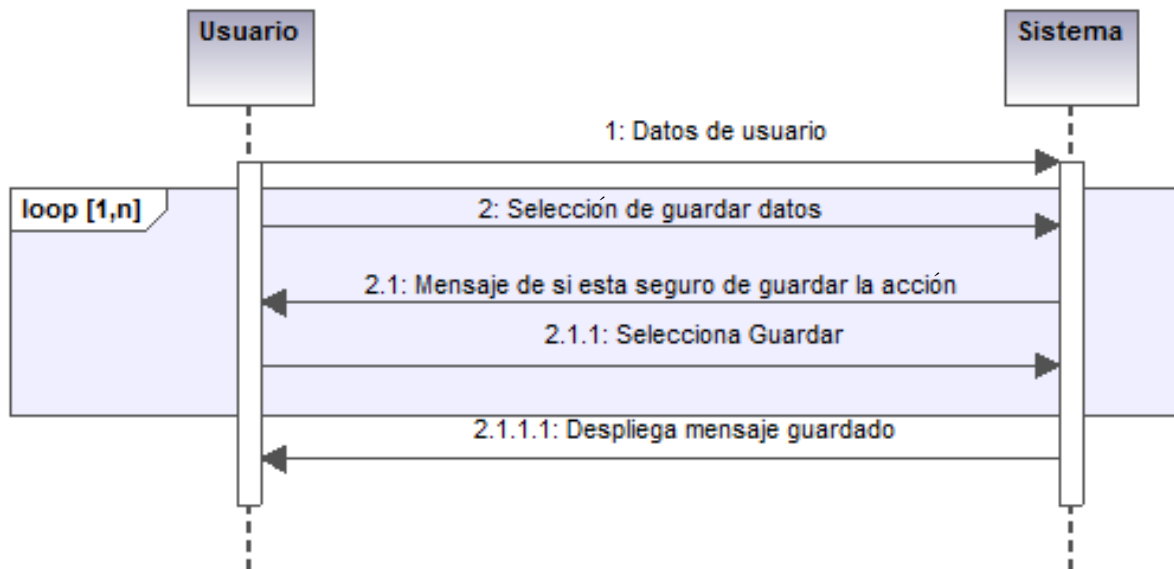 Usuario
Sistema
1: Datos de usuario
loop [1,n]
2: Selección de guardar datos
2.1: Mensaje de si esta seguro de guardar la acción
2.1.1: Selecciona Guardar
2.1.1.1: Despliega mensaje guardado